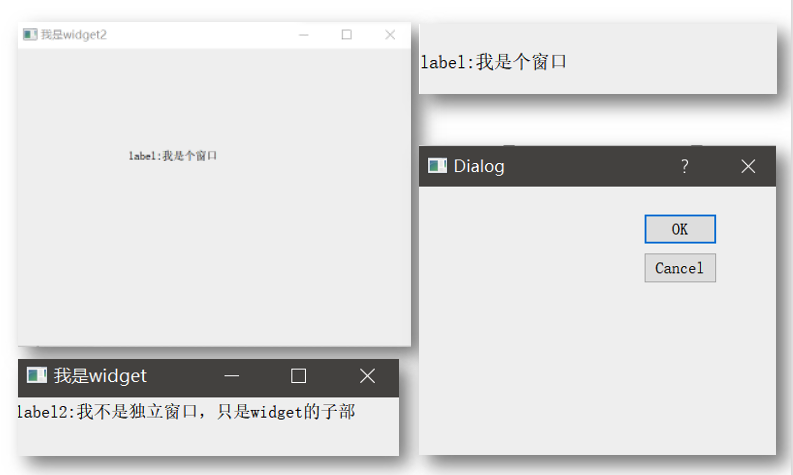 我是widget2
label:我是个窗口
label:我是个窗口
Dialog
?
OK
Cancel
我是widget
label2:我不是独立窗口，只是widget的子部